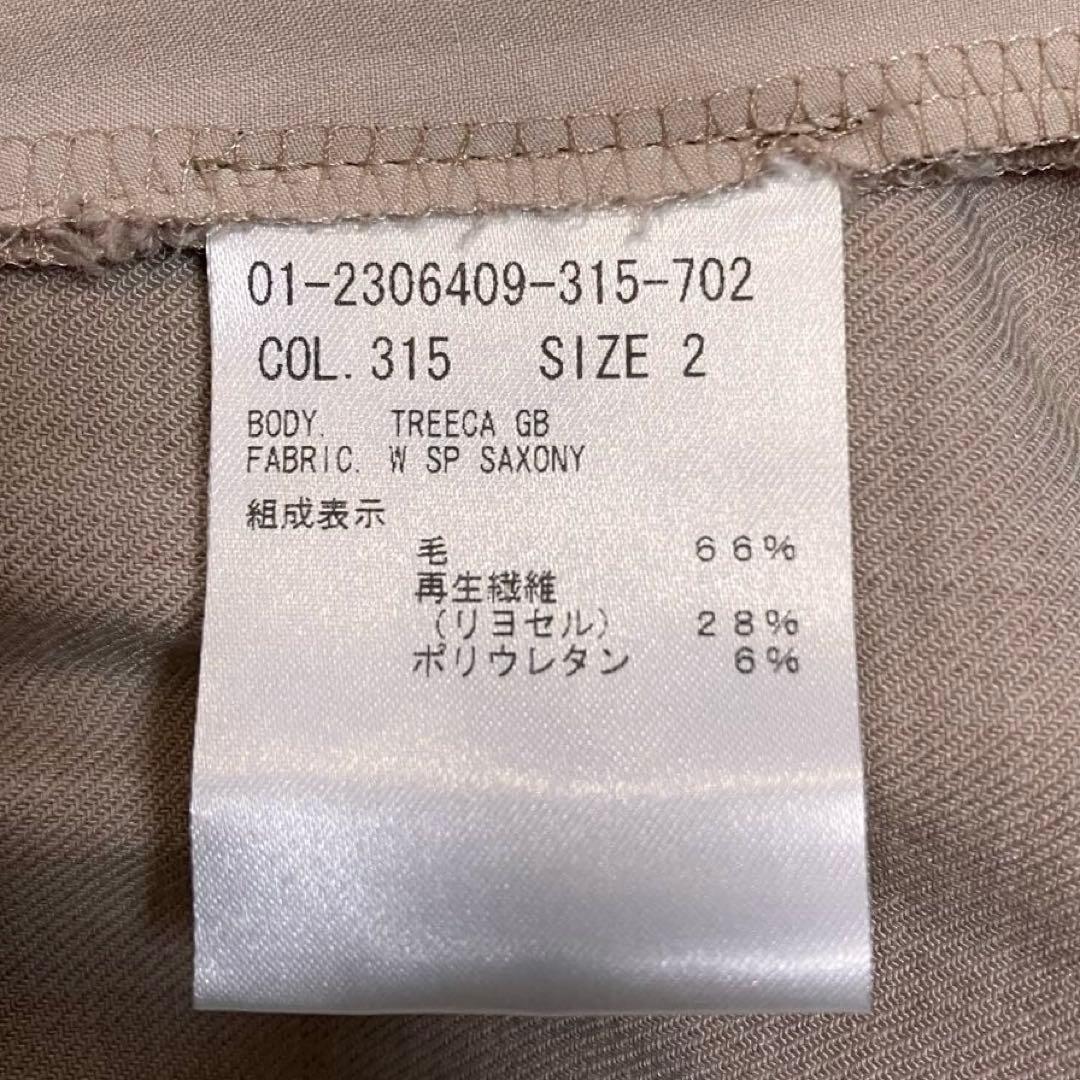 01-2306409-315-702
COL. 315 SIZE 2
BODY. TREECA GB
FABRIC. W SP SAXONY
組成表示
毛 66%
再生繊維
(リヨセル) 28%
ポリウレタン 6%